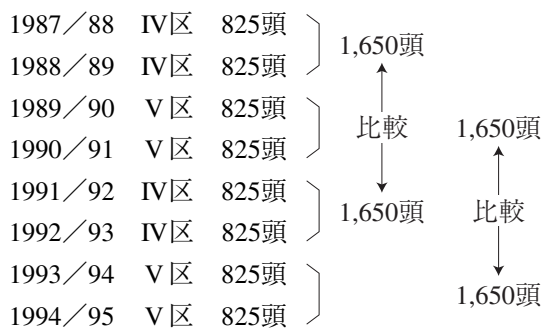 1987／88　Ⅳ区　825頭
1988／89　Ⅳ区　825頭
1,650頭
1989／90　Ⅴ区　825頭
1990／91　Ⅴ区　825頭
比較
1,650頭
1991／92　Ⅳ区　825頭
1992／93　Ⅳ区　825頭
1,650頭
比較
1993／94　Ⅴ区　825頭
1994／95　Ⅴ区　825頭
1,650頭